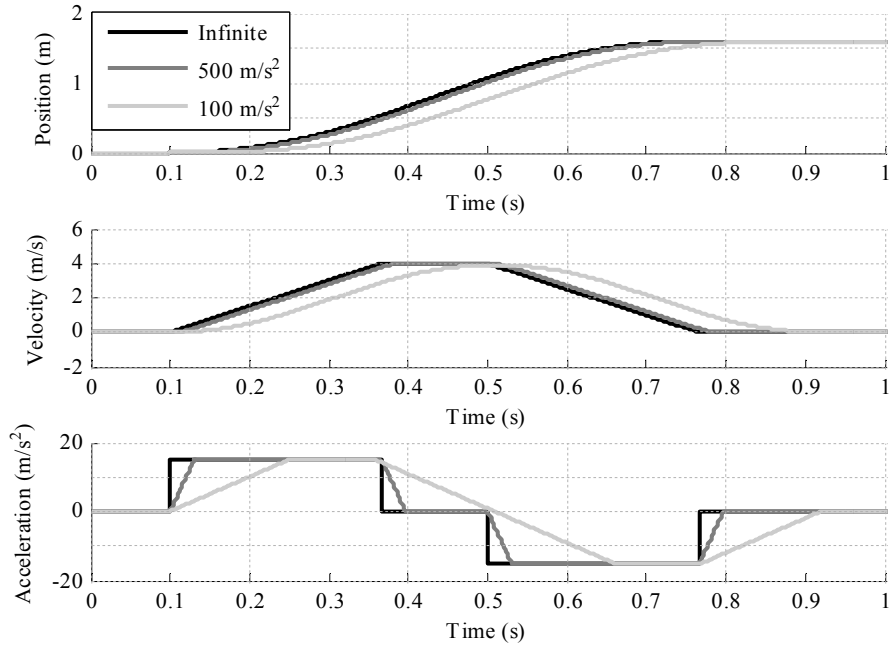 2
Infinite
500 m/s²
100 m/s²
Position (m)
1
0
0 0.1 0.2 0.3 0.4 0.5 0.6 0.7 0.8 0.9 1
Time (s)
6
4
2
0
-2
Velocity (m/s)
0 0.1 0.2 0.3 0.4 0.5 0.6 0.7 0.8 0.9 1
Time (s)
20
0
-20
Acceleration (m/s²)
0 0.1 0.2 0.3 0.4 0.5 0.6 0.7 0.8 0.9 1
Time (s)